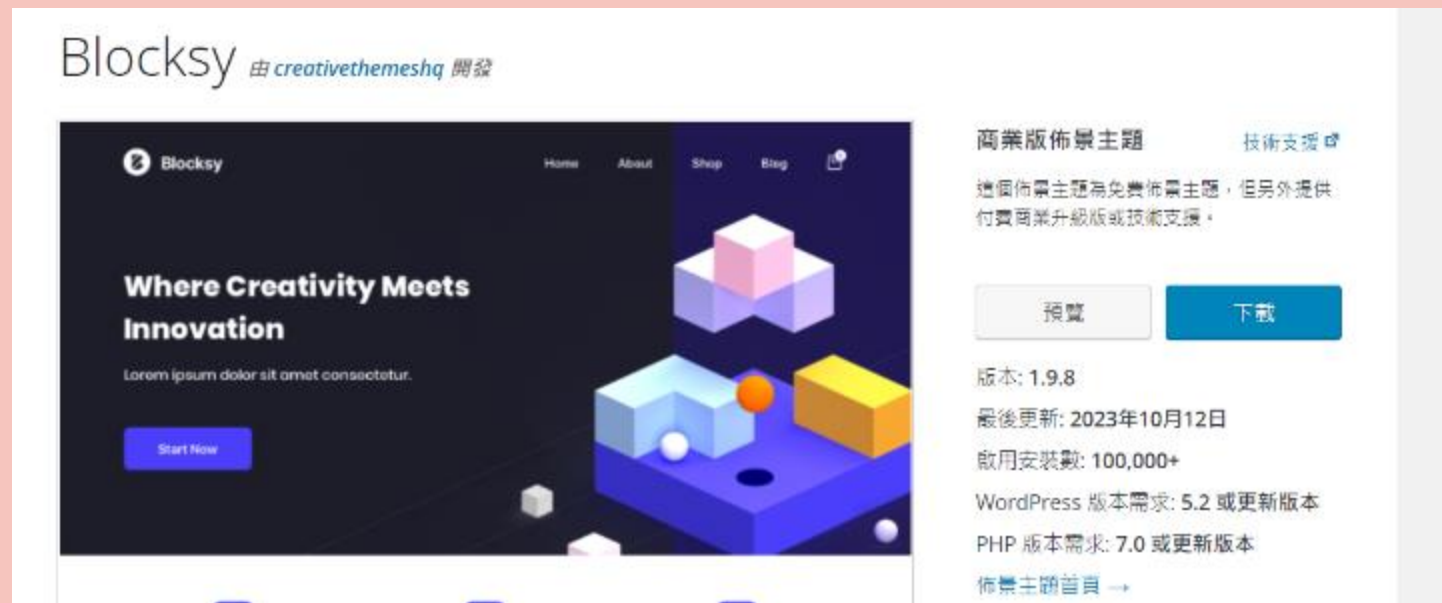 Blocksy 由 creativethemeshq 開發
Blocksy
Home About Shop Blog
Where Creativity Meets
Innovation
Lorem ipsum dolor sit amet consectetur.
Start Now
商業版佈景主題 技術支援
這個佈景主題為免費佈景主題，但另外提供
付費商業升級版或技術支援。
預覽 下載
版本: 1.9.8
最後更新: 2023年10月12日
啟用安裝數: 100,000+
WordPress 版本需求: 5.2 或更新版本
PHP 版本需求: 7.0 或更新版本
佈景主題首頁 →